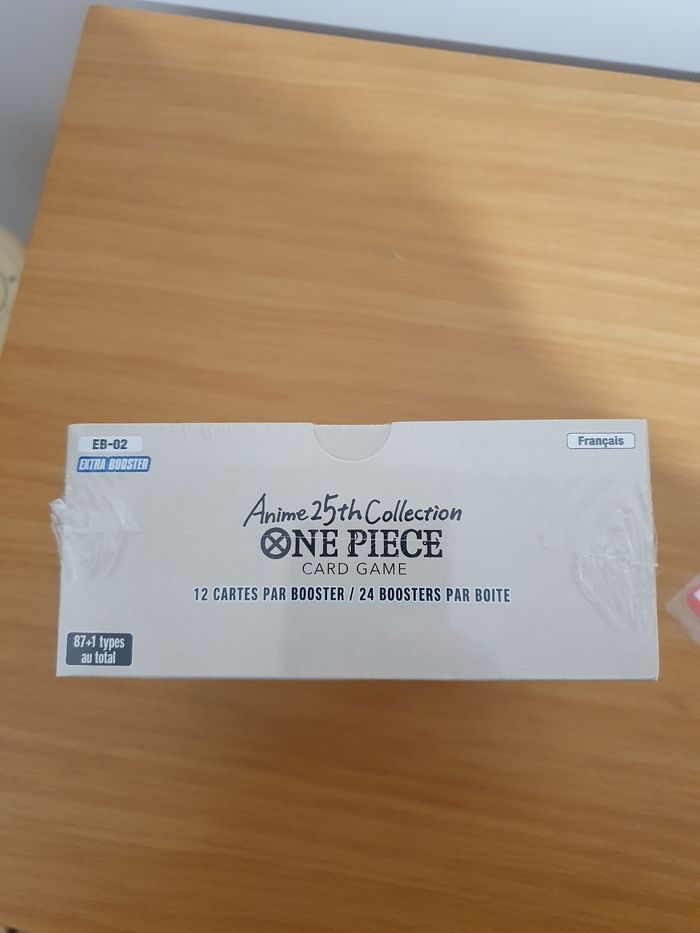 EB-02
Français
EXTRA BOOSTER
Anime 25th Collection
ONE PIECE
CARD GAME
12 CARTES PAR BOOSTER / 24 BOOSTERS PAR BOITE
87+1 types
au total